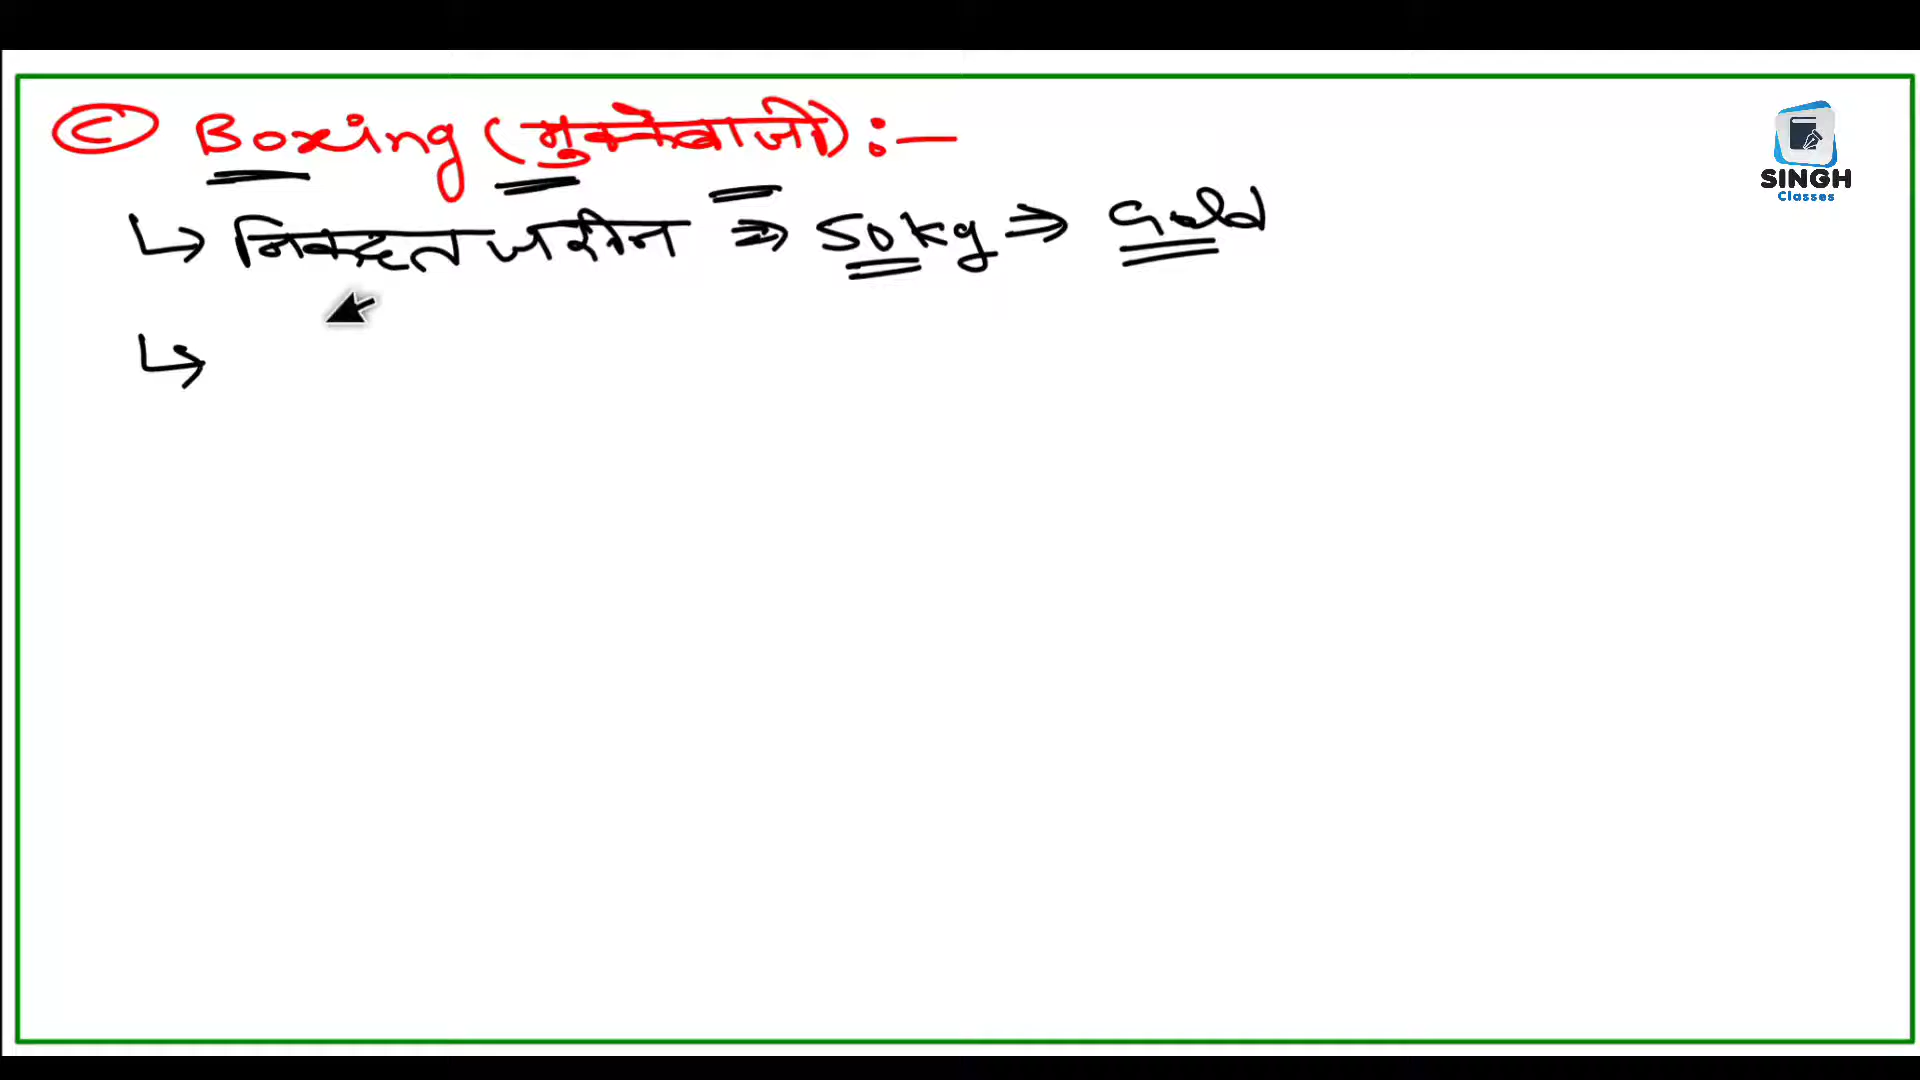 C Boxing (मुक्केबाजी) :-
↳ निकहत जरीन ⇒ 50kg ⇒ Gold
↳
SINGH
Classes